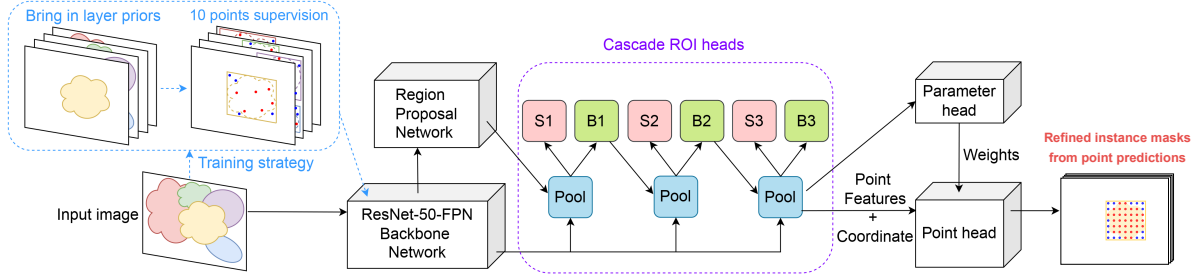 Bring in layer priors
10 points supervision
Training strategy
Input image
Region
Proposal
Network
ResNet-50-FPN
Backbone
Network
Cascade ROI heads
S1
B1
S2
B2
S3
B3
Pool
Pool
Pool
Parameter
head
Weights
Point
Features
+
Coordinate
Point head
Refined instance masks
from point predictions